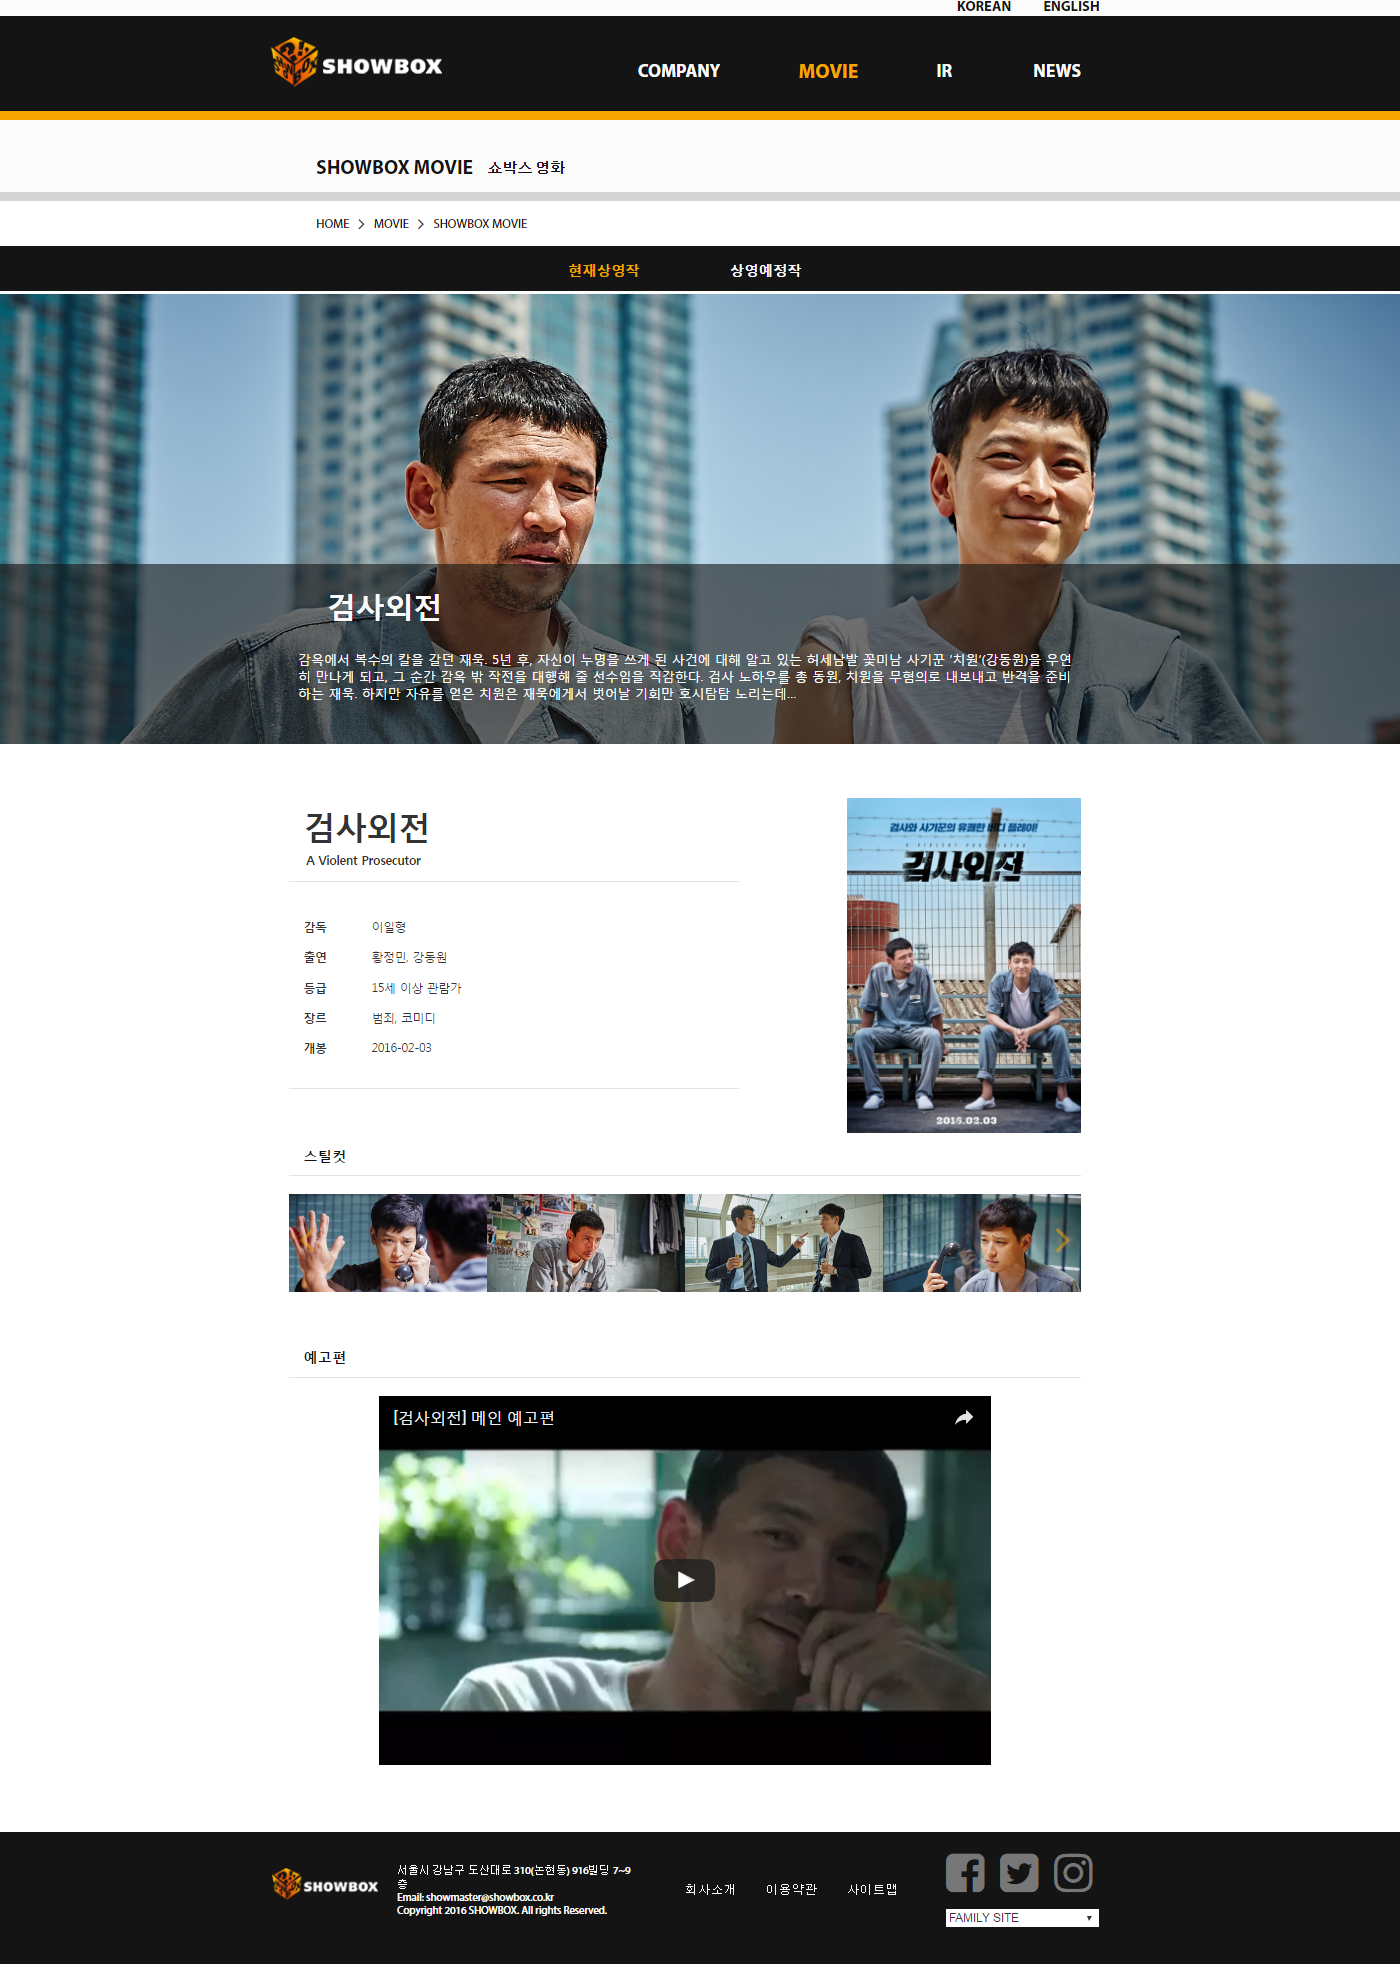 KOREAN ENGLISH
SHOWBOX
COMPANY MOVIE IR NEWS
SHOWBOX MOVIE 쇼박스 영화
HOME > MOVIE > SHOWBOX MOVIE
현재상영작 상영예정작
검사외전
감옥에서 복수의 칼을 갈던 재욱. 5년 후, 자신이 누명을 쓰게 된 사건에 대해 알고 있는 허세남발 꽃미남 사기꾼 ‘치원’(강동원)을 우연
히 만나게 되고, 그 순간 감옥 밖 작전을 대행해 줄 선수임을 직감한다. 검사 노하우를 총 동원, 치원을 무혐의로 내보내고 반격을 준비
하는 재욱. 하지만 자유를 얻은 치원은 재욱에게서 벗어날 기회만 호시탐탐 노리는데...
검사외전
A Violent Prosecutor
감독 이일형
출연 황정민, 강동원
등급 15세 이상 관람가
장르 범죄, 코미디
개봉 2016-02-03
검사와 사기꾼의 유쾌한 버디 플레이!
A VIOLENT PROSECUTOR
검사외전
2016.02.03
스틸컷
예고편
[검사외전] 메인 예고편
SHOWBOX
서울시 강남구 도산대로 310(논현동) 916빌딩 7~9
층
Email: showmaster@showbox.co.kr
Copyright 2016 SHOWBOX. All rights Reserved.
회사소개 이용약관 사이트맵
FAMILY SITE